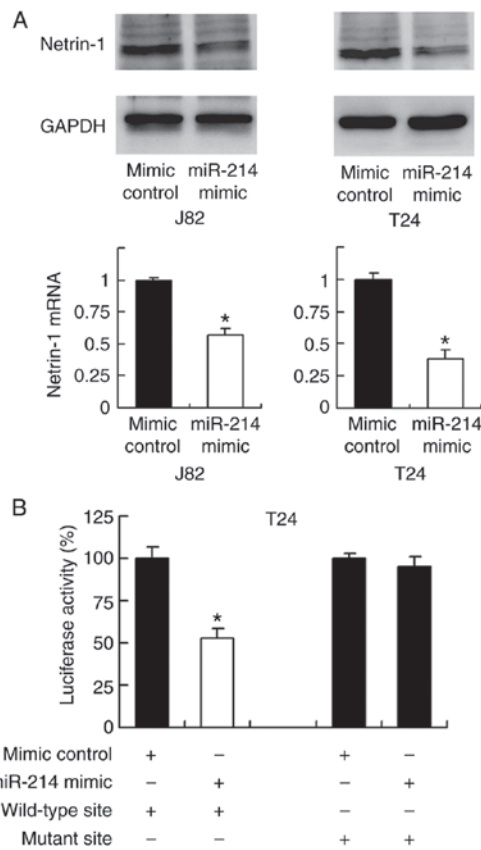 A
Netrin-1
GAPDH
Mimic control miR-214 mimic Mimic control miR-214 mimic
J82 T24
Netrin-1 mRNA
1 1
0.75 0.75
* *
0.5 0.5
0.25 0.25
0 0
Mimic control miR-214 mimic Mimic control miR-214 mimic
J82 T24
B
T24
Luciferase activity (%)
125
100
75
*
50
25
0
Mimic control + – + –
miR-214 mimic – + – +
Wild-type site + + – –
Mutant site – – + +